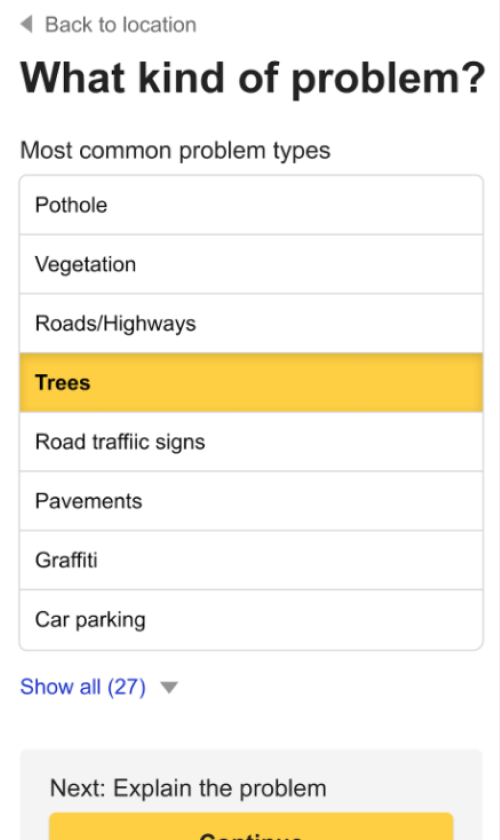 Back to location
What kind of problem?
Most common problem types
Pothole
Vegetation
Roads/Highways
Trees
Road traffiic signs
Pavements
Graffiti
Car parking
Show all (27)
Next: Explain the problem
Continue